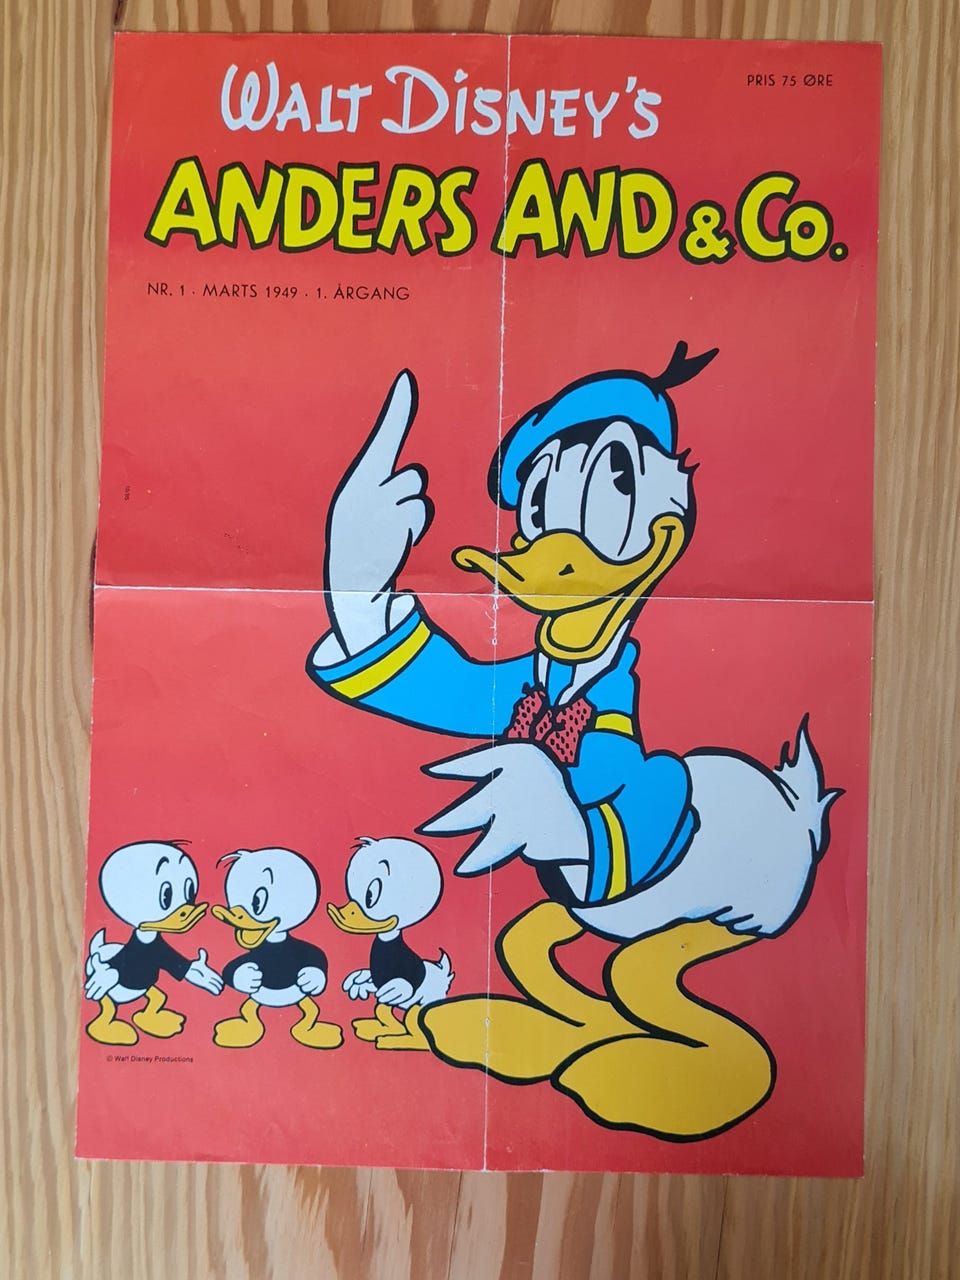 WALT DISNEY'S
PRIS 75 ØRE
ANDERS AND & CO.
NR. 1 · MARTS 1949 · 1. ÅRGANG
© Walt Disney Productions